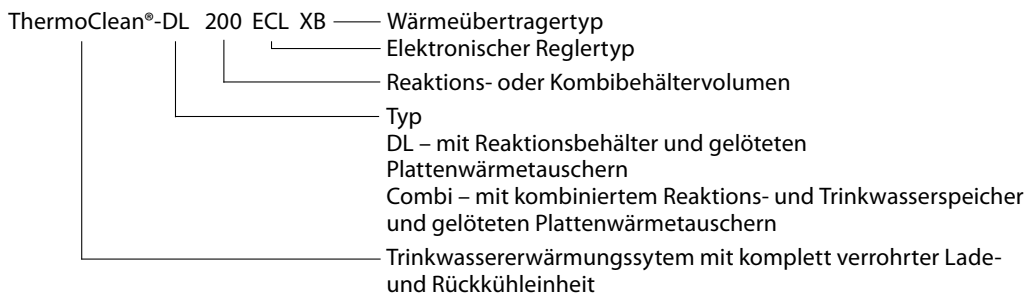 ThermoClean®-DL 200 ECL XB Wärmeübertragertyp
Elektronischer Reglertyp
Reaktions- oder Kombibehältervolumen
Typ
DL – mit Reaktionsbehälter und gelöteten
Plattenwärmetauschern
Combi – mit kombiniertem Reaktions- und Trinkwasserspeicher
und gelöteten Plattenwärmetauschern
Trinkwassererwärmungssytem mit komplett verrohrter Lade-
und Rückkühleinheit